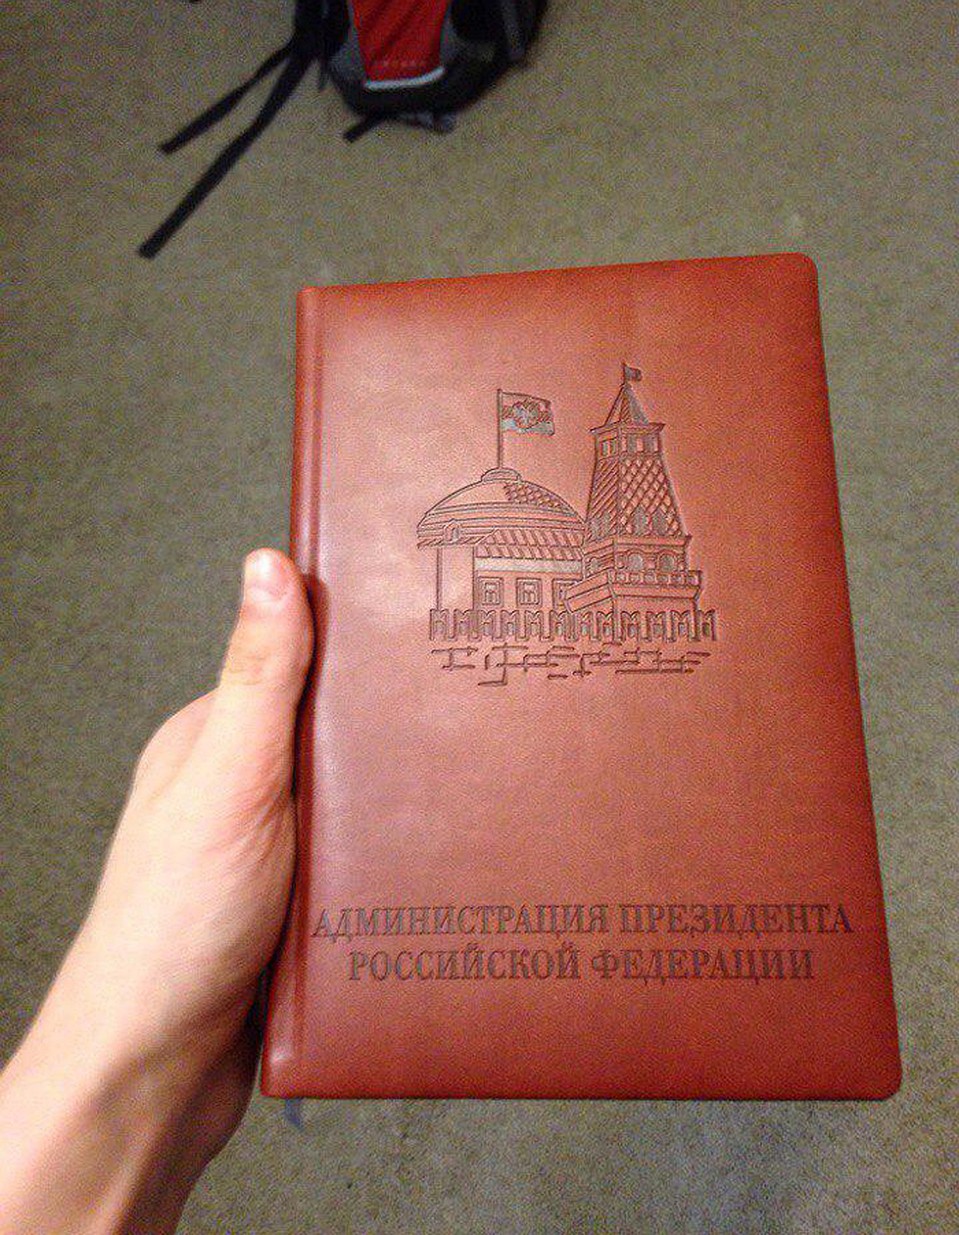 АДМИНИСТРАЦИЯ ПРЕЗИДЕНТА
РОССИЙСКОЙ ФЕДЕРАЦИИ